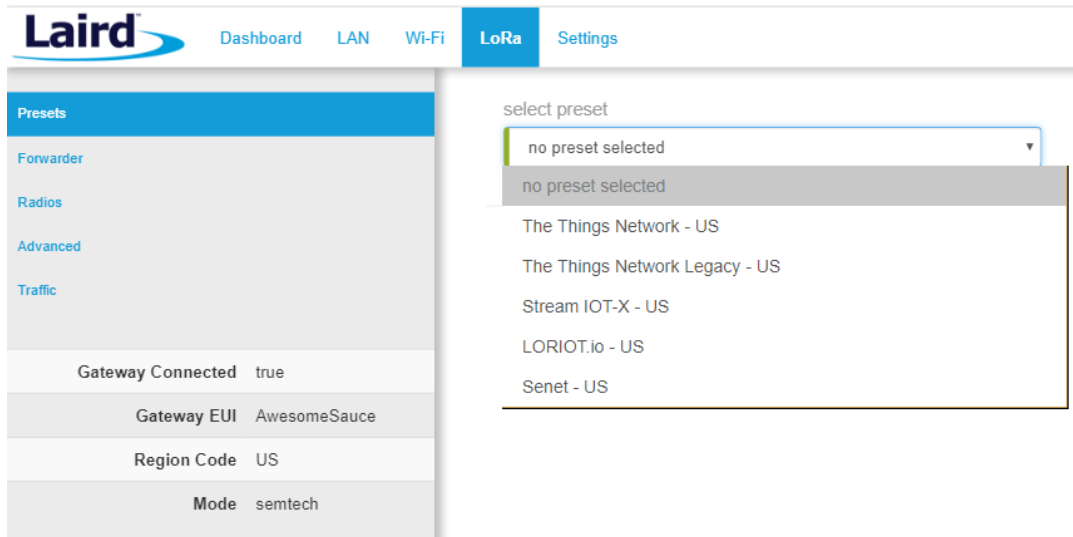 Laird
Dashboard LAN Wi-Fi LoRa Settings
Presets
Forwarder
Radios
Advanced
Traffic
Gateway Connected true
Gateway EUI AwesomeSauce
Region Code US
Mode semtech
select preset
no preset selected
no preset selected
The Things Network - US
The Things Network Legacy - US
Stream IOT-X - US
LORIOT.io - US
Senet - US